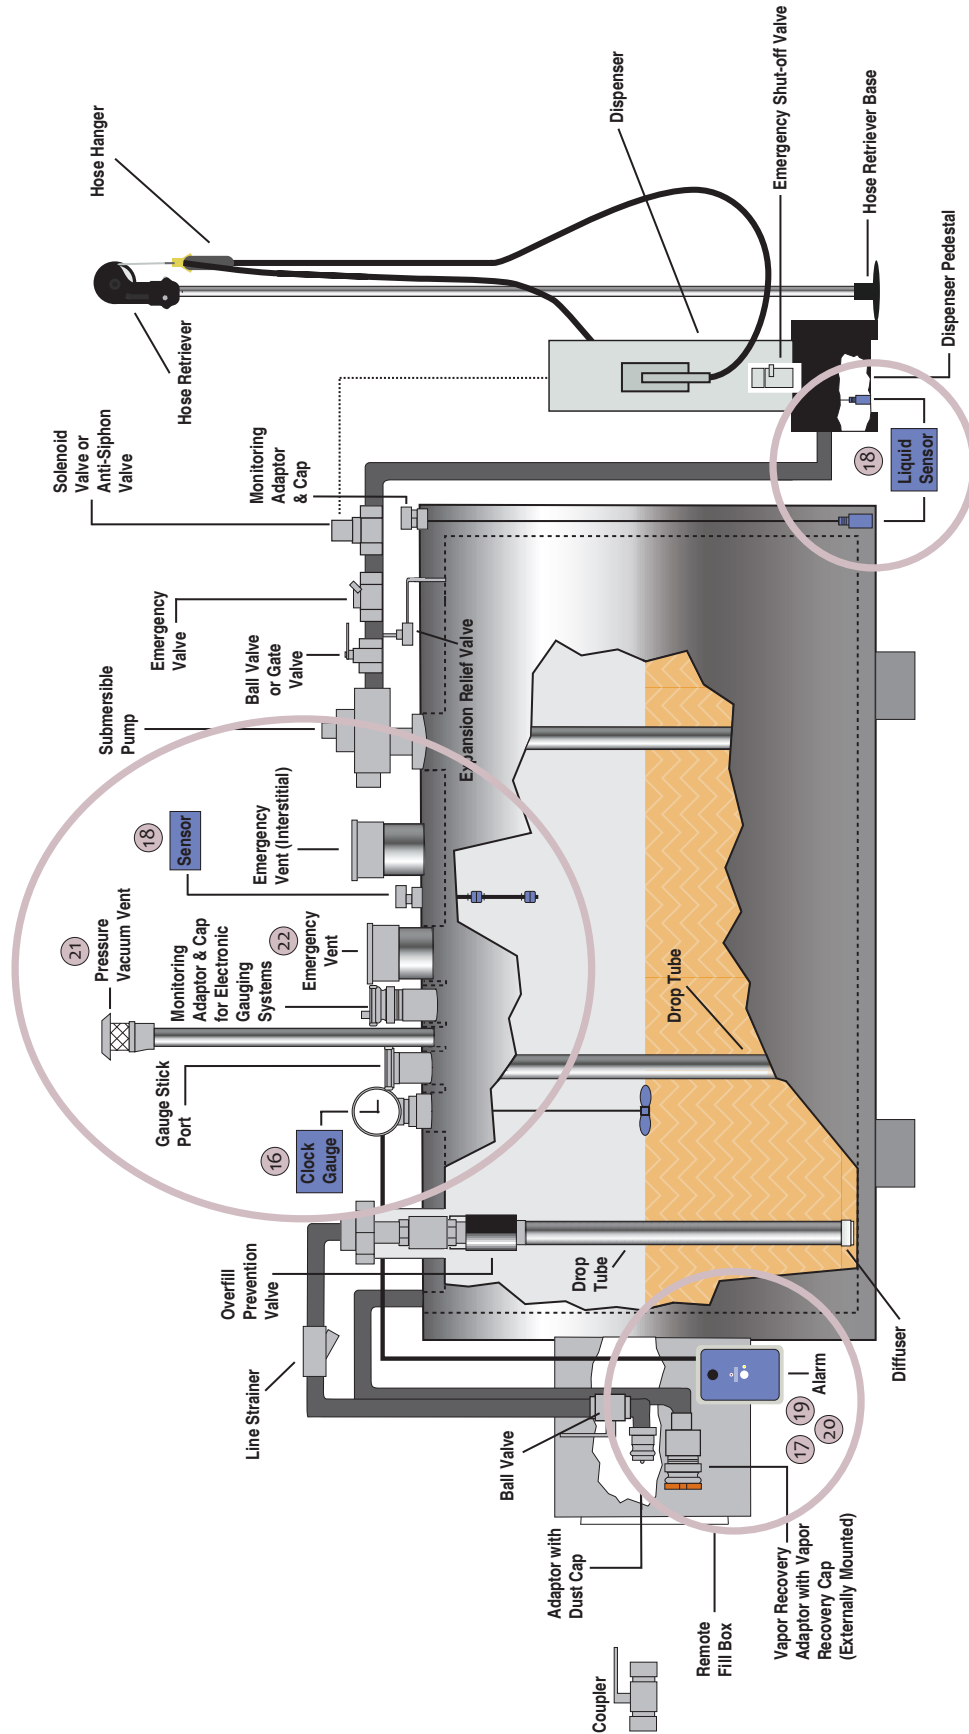 Hose Hanger
Hose Retriever
Dispenser
Emergency Shut-off Valve
Hose Retriever Base
Dispenser Pedestal
Solenoid
Valve or
Anti-Siphon
Valve
Monitoring
Adaptor
& Cap
18
Liquid
Sensor
Emergency
Valve
Ball Valve
or Gate
Valve
Expansion Relief Valve
Submersible
Pump
18
Sensor
Emergency
Vent (Interstitial)
21
Pressure
Vacuum Vent
Monitoring
Adaptor & Cap
for Electronic
Gauging
Systems
22
Emergency
Vent
Gauge Stick
Port
16
Clock
Gauge
Drop Tube
Overfill
Prevention
Valve
Drop
Tube
Diffuser
Line Strainer
Ball Valve
Alarm
19
17
20
Adaptor with
Dust Cap
Remote
Fill Box
Vapor Recovery
Adaptor with Vapor
Recovery Cap
(Externally Mounted)
Coupler